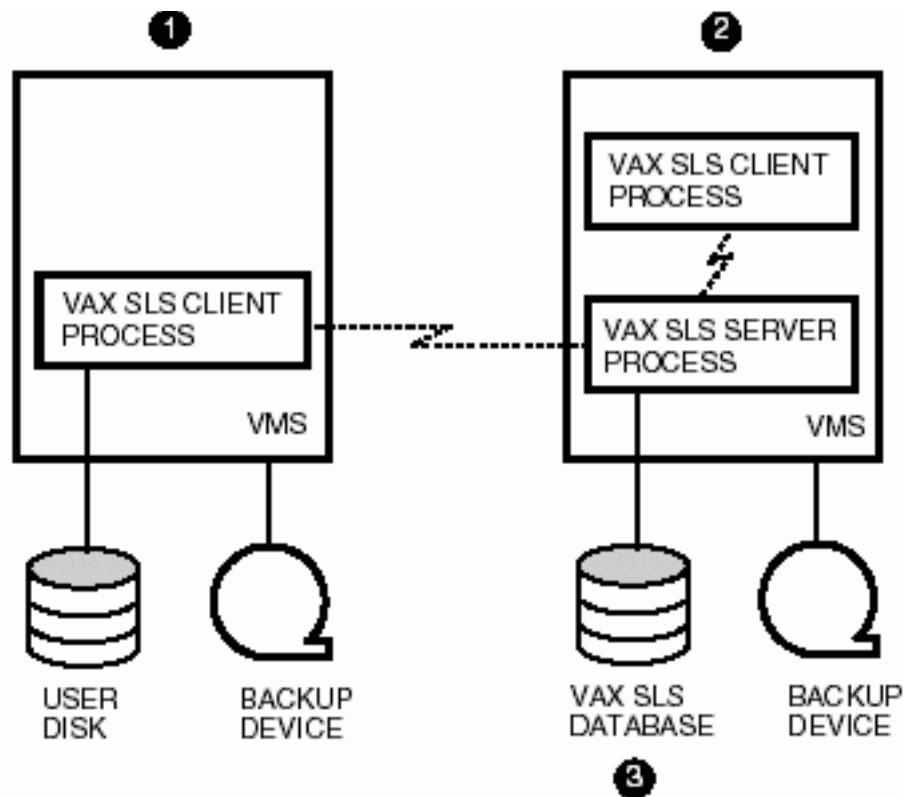 1
2
VAX SLS CLIENT
PROCESS
VAX SLS CLIENT
PROCESS
VAX SLS SERVER
PROCESS
VMS
VMS
USER
DISK
BACKUP
DEVICE
VAX SLS
DATABASE
BACKUP
DEVICE
3